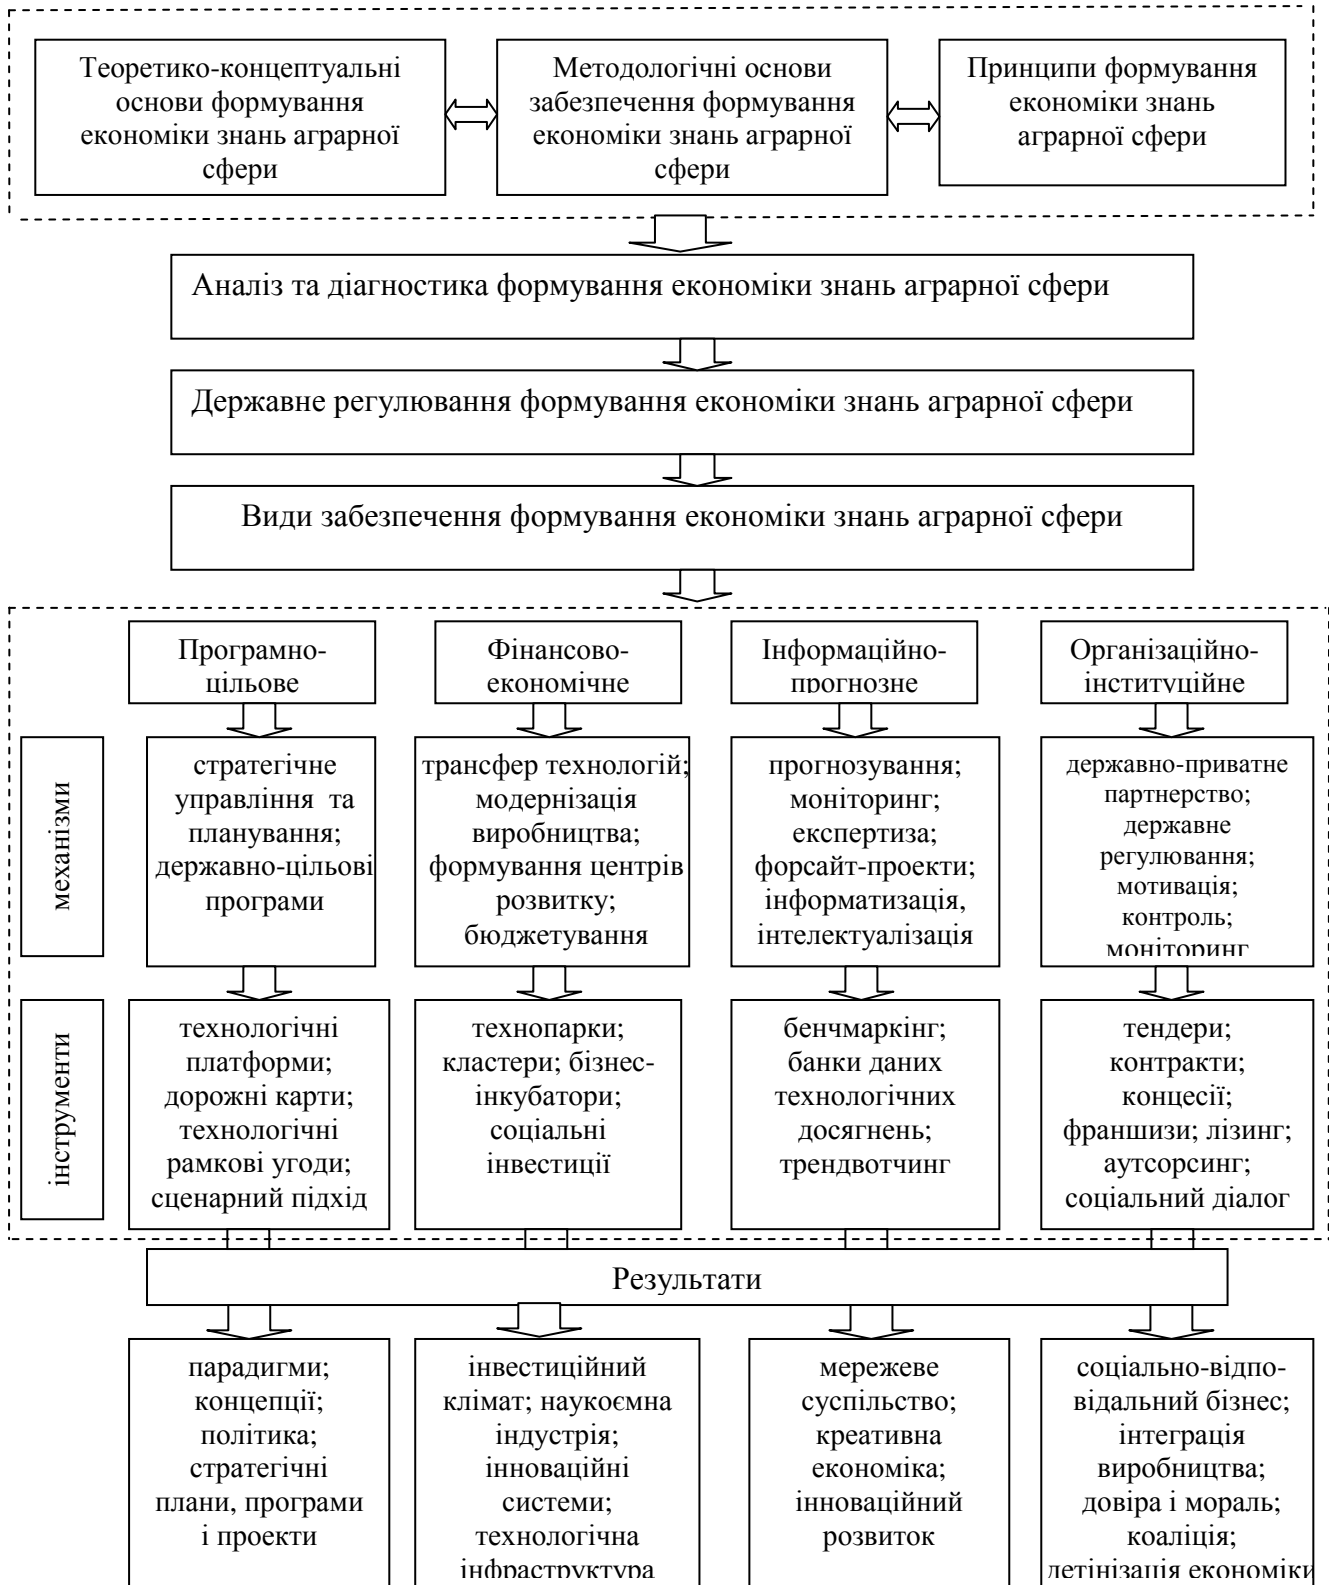 Теоретико-концептуальні
основи формування
економіки знань аграрної
сфери
Методологічні основи
забезпечення формування
економіки знань аграрної
сфери
Принципи формування
економіки знань
аграрної сфери
Аналіз та діагностика формування економіки знань аграрної сфери
Державне регулювання формування економіки знань аграрної сфери
Види забезпечення формування економіки знань аграрної сфери
Програмно-
цільове
Фінансово-
економічне
Інформаційно-
прогнозне
Організаційно-
інституційне
механізми
стратегічне
управління та
планування;
державно-цільові
програми
трансфер технологій;
модернізація
виробництва;
формування центрів
розвитку;
бюджетування
прогнозування;
моніторинг;
експертиза;
форсайт-проекти;
інформатизація,
інтелектуалізація
державно-приватне
партнерство;
державне
регулювання;
мотивація;
контроль;
моніторинг
інструменти
технологічні
платформи;
дорожні карти;
технологічні
рамкові угоди;
сценарний підхід
технопарки;
кластери; бізнес-
інкубатори;
соціальні
інвестиції
бенчмаркінг;
банки даних
технологічних
досягнень;
трендвотчинг
тендери;
контракти;
концесії;
франшизи; лізинг;
аутсорсинг;
соціальний діалог
Результати
парадигми;
концепції;
політика;
стратегічні
плани, програми
і проекти
інвестиційний
клімат; наукоємна
індустрія;
інноваційні
системи;
технологічна
інфраструктура
мережеве
суспільство;
креативна
економіка;
інноваційний
розвиток
соціально-відпо-
відальний бізнес;
інтеграція
виробництва;
довіра і мораль;
коаліція;
детінізація економіки